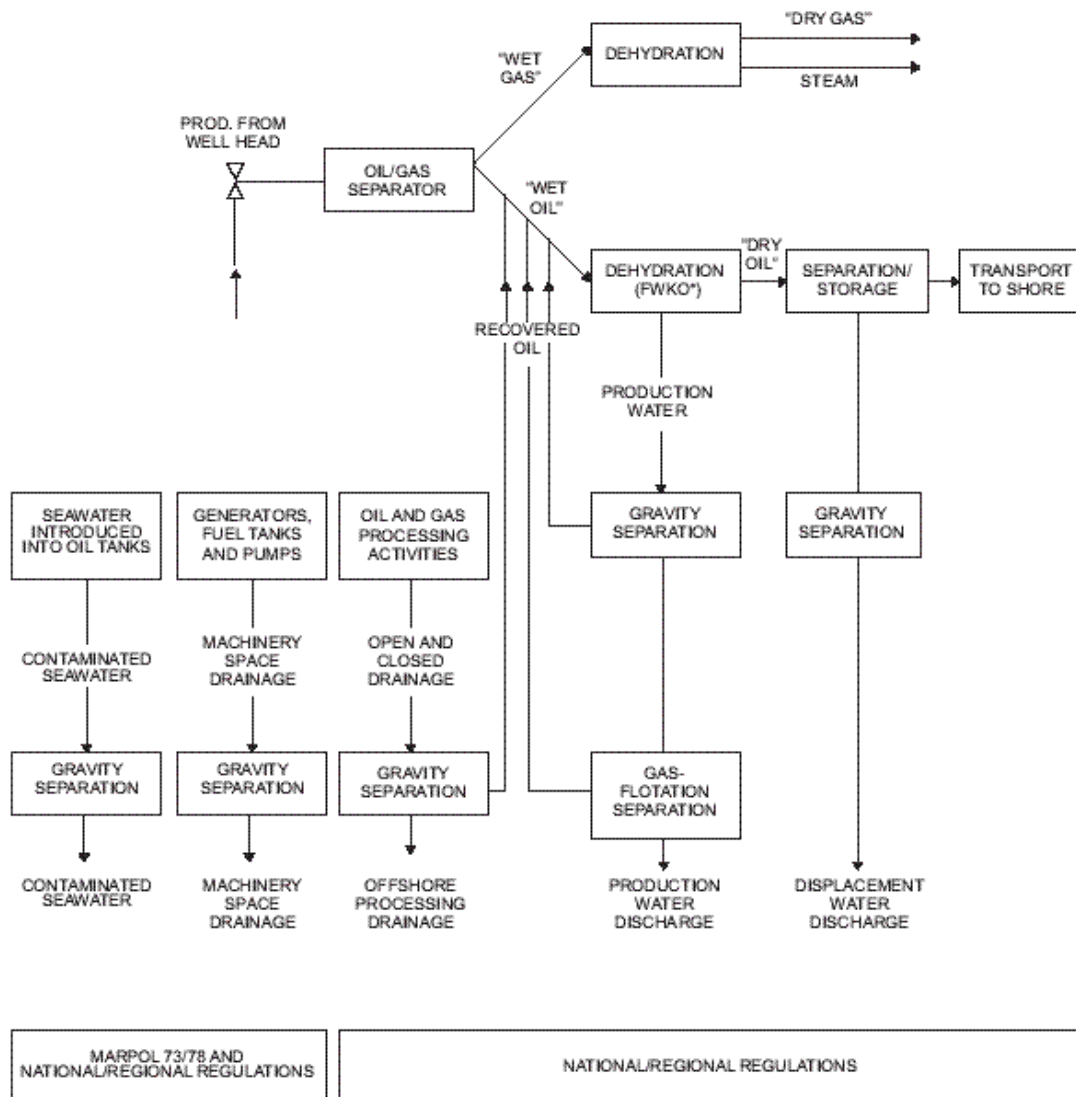 "DRY GAS"
"WET
GAS"
DEHYDRATION
STEAM
PROD. FROM
WELL HEAD
OIL/GAS
SEPARATOR
"WET
OIL"
"DRY
OIL"
DEHYDRATION
(FWKO*)
SEPARATION/
STORAGE
TRANSPORT
TO SHORE
RECOVERED
OIL
PRODUCTION
WATER
SEAWATER
INTRODUCED
INTO OIL TANKS
GENERATORS,
FUEL TANKS
AND PUMPS
OIL AND GAS
PROCESSING
ACTIVITIES
GRAVITY
SEPARATION
GRAVITY
SEPARATION
CONTAMINATED
SEAWATER
MACHINERY
SPACE
DRAINAGE
OPEN AND
CLOSED
DRAINAGE
GRAVITY
SEPARATION
GRAVITY
SEPARATION
GRAVITY
SEPARATION
GAS-
FLOTATION
SEPARATION
CONTAMINATED
SEAWATER
MACHINERY
SPACE
DRAINAGE
OFFSHORE
PROCESSING
DRAINAGE
PRODUCTION
WATER
DISCHARGE
DISPLACEMENT
WATER
DISCHARGE
MARPOL 73/78 AND
NATIONAL/REGIONAL REGULATIONS
NATIONAL/REGIONAL REGULATIONS